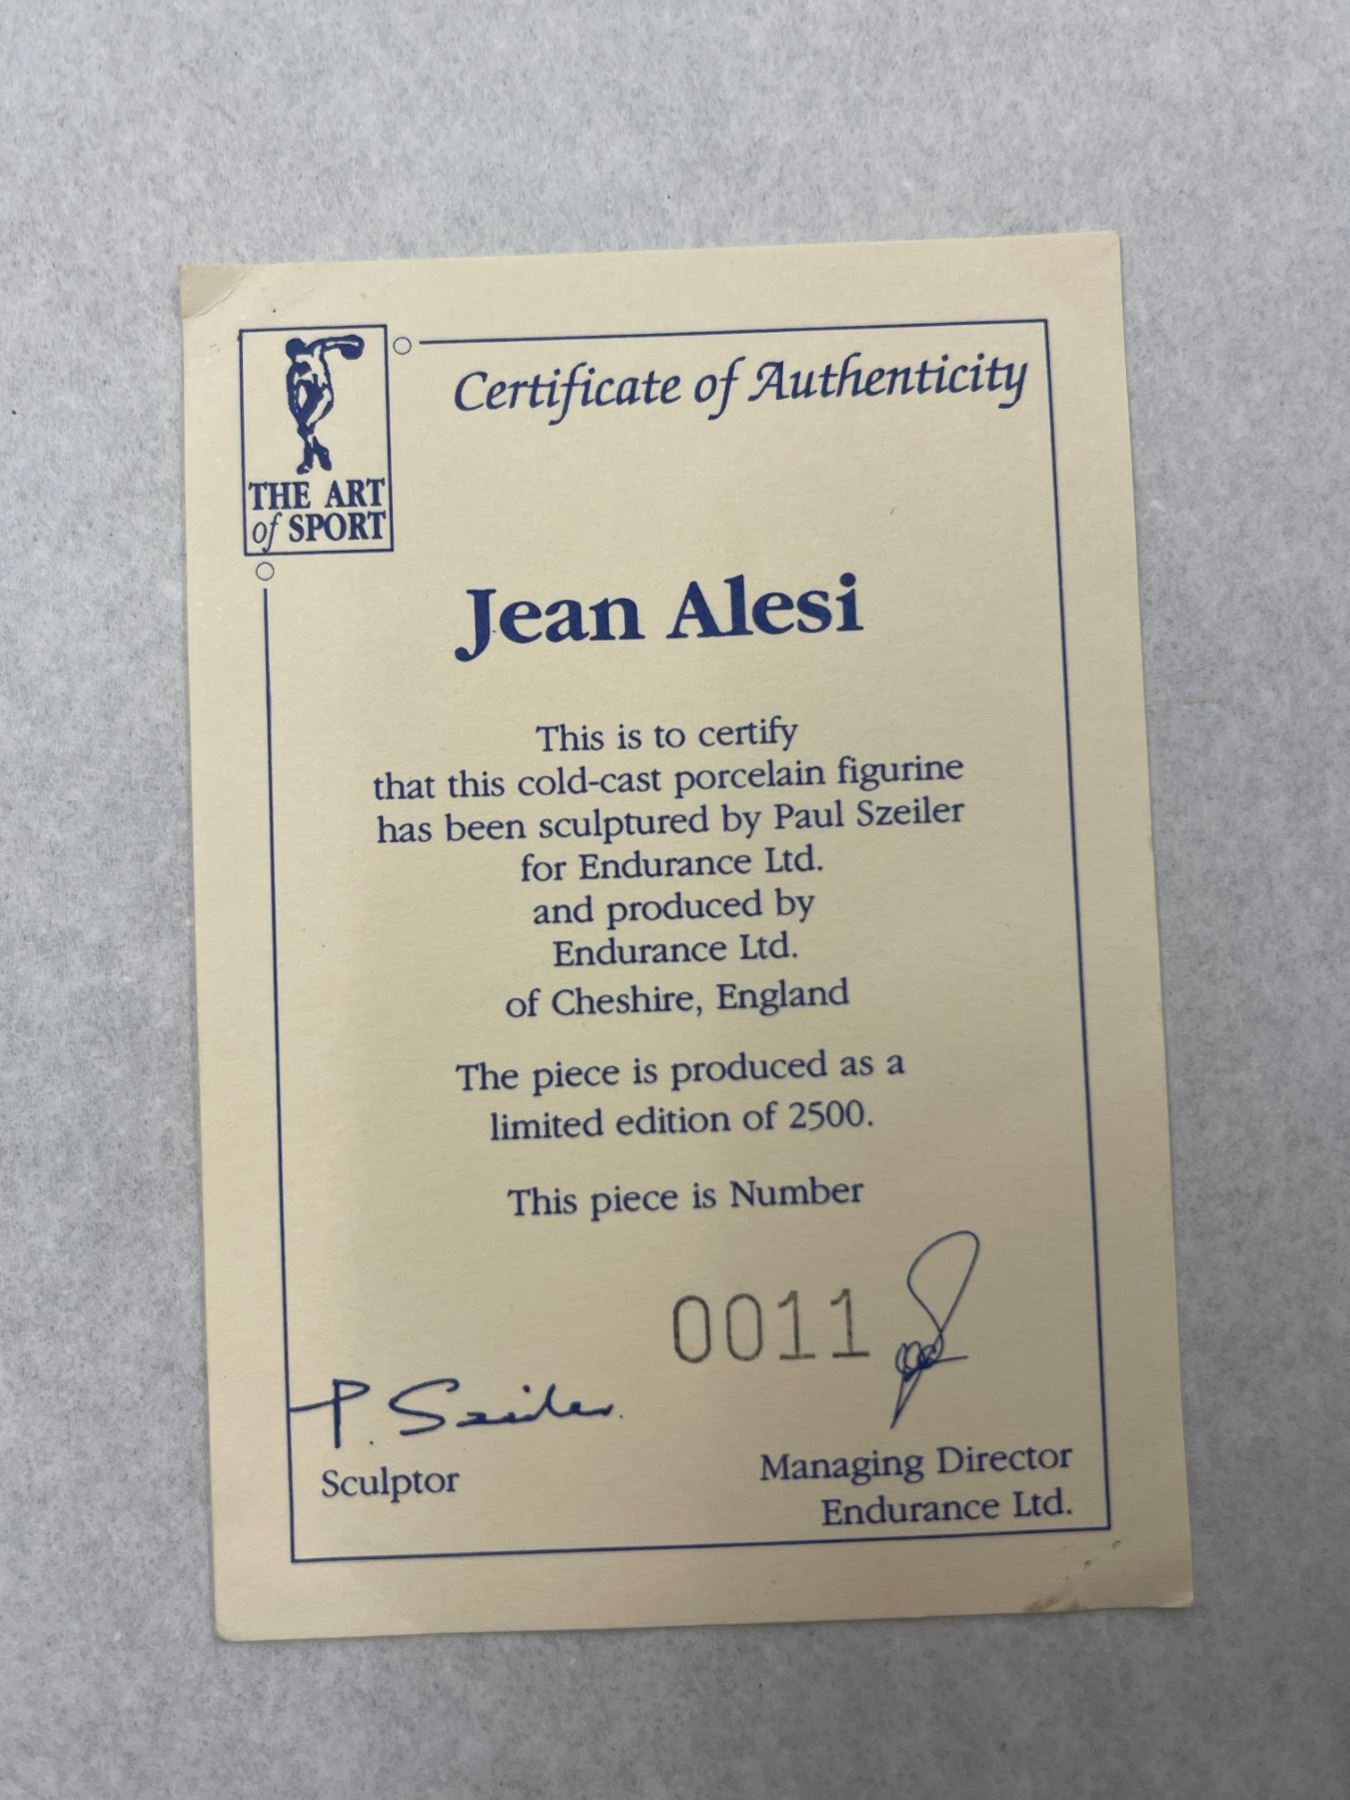 Certificate of Authenticity
THE ART
of SPORT
Jean Alesi
This is to certify
that this cold-cast porcelain figurine
has been sculptured by Paul Szeiler
for Endurance Ltd.
and produced by
Endurance Ltd.
of Cheshire, England
The piece is produced as a
limited edition of 2500.
This piece is Number
0011
P. Szeiler.
Sculptor
Managing Director
Endurance Ltd.